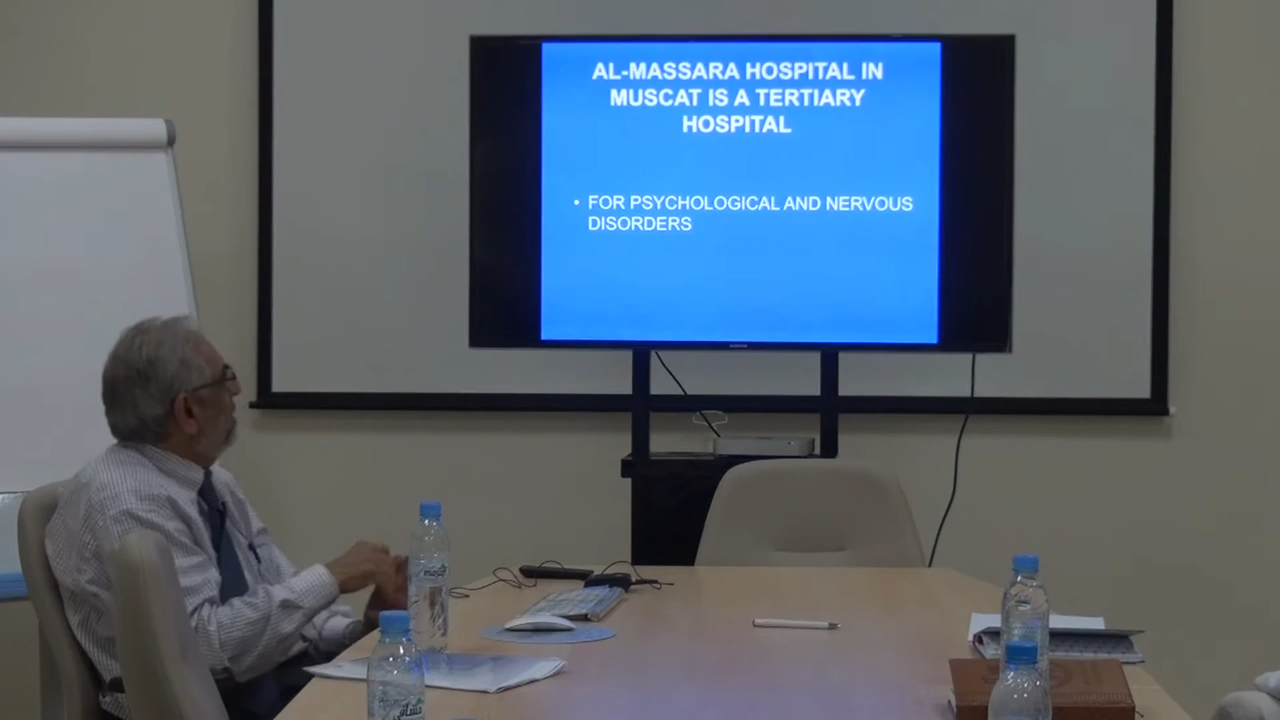 AL-MASSARA HOSPITAL IN
MUSCAT IS A TERTIARY
HOSPITAL
• FOR PSYCHOLOGICAL AND NERVOUS
DISORDERS